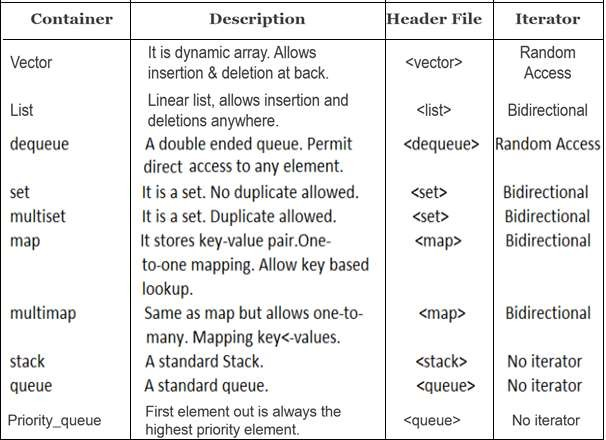 Container Description Header File Iterator
Vector It is dynamic array. Allows insertion & deletion at back. <vector> Random Access
List Linear list, allows insertion and deletions anywhere. <list> Bidirectional
dequeue A double ended queue. Permit direct access to any element. <dequeue> Random Access
set It is a set. No duplicate allowed. <set> Bidirectional
multiset It is a set. Duplicate allowed. <set> Bidirectional
map It stores key-value pair.One-to-one mapping. Allow key based lookup. <map> Bidirectional
multimap Same as map but allows one-to-many. Mapping key<-values. <map> Bidirectional
stack A standard Stack. <stack> No iterator
queue A standard queue. <queue> No iterator
Priority_queue First element out is always the highest priority element. <queue> No iterator